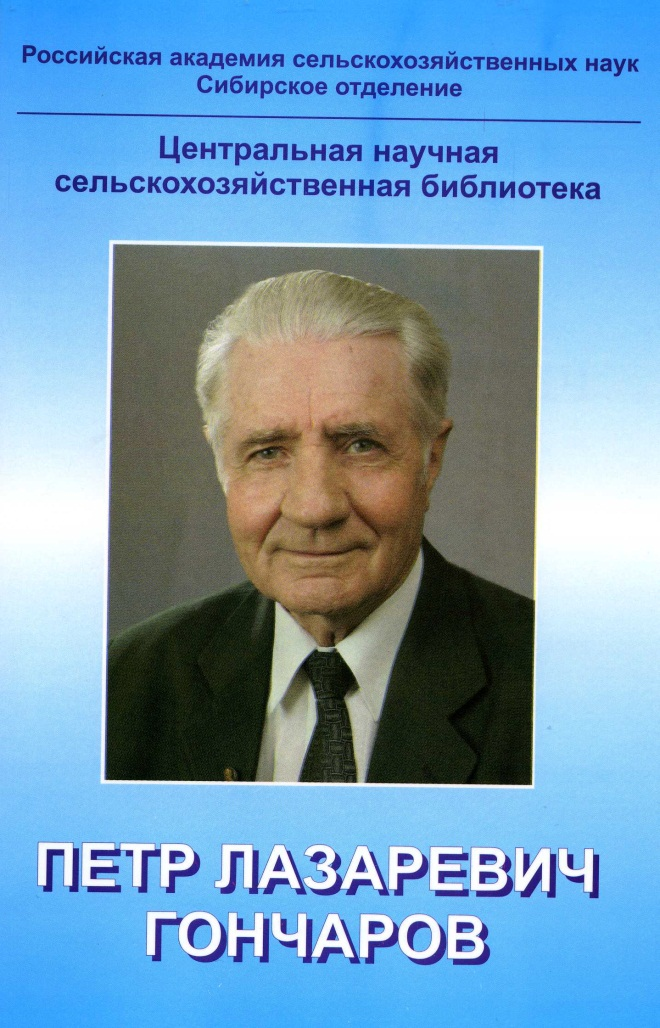 Российская академия сельскохозяйственных наук
Сибирское отделение
Центральная научная
сельскохозяйственная библиотека
ПЕТР ЛАЗАРЕВИЧ
ГОНЧАРОВ